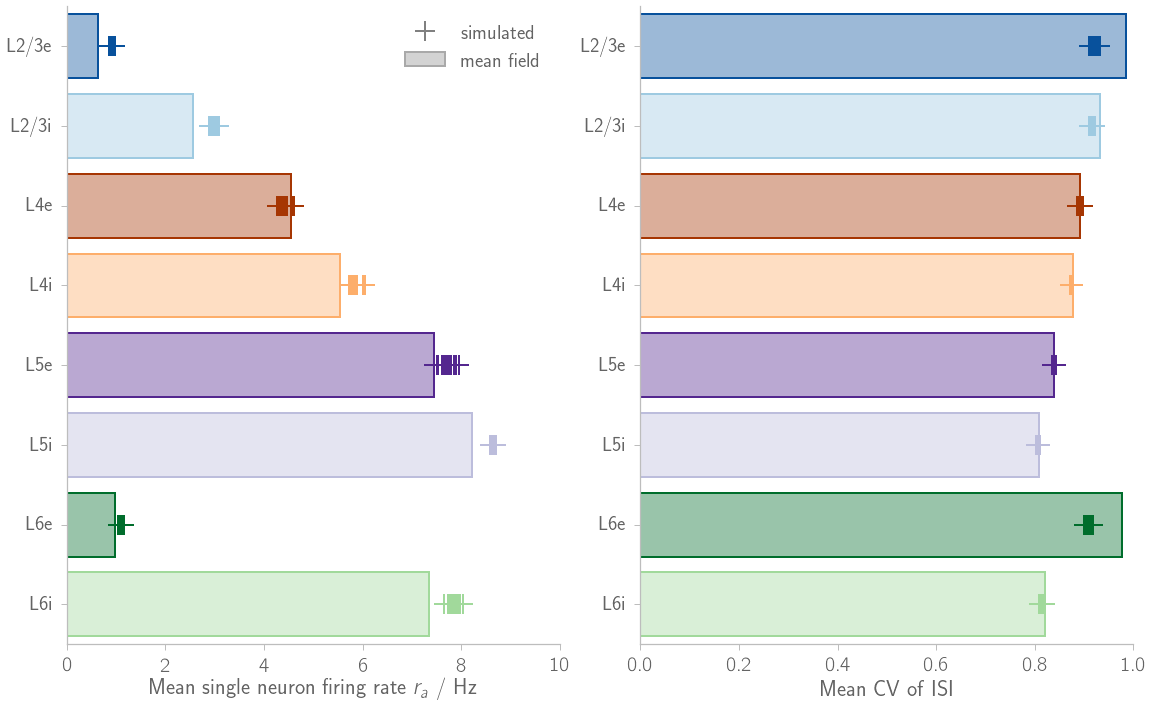 simulated
mean field
L2/3e
L2/3i
L4e
L4i
L5e
L5i
L6e
L6i
0 2 4 6 8 10
Mean single neuron firing rate r_a / Hz
L2/3e
L2/3i
L4e
L4i
L5e
L5i
L6e
L6i
0.0 0.2 0.4 0.6 0.8 1.0
Mean CV of ISI